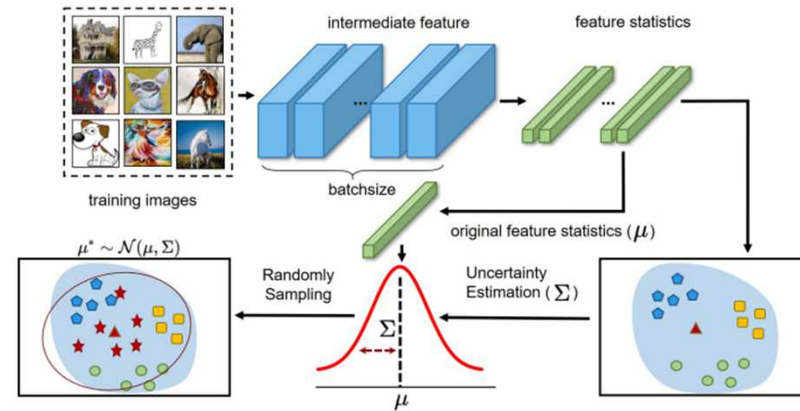 intermediate feature
feature statistics
...
...
batchsize
training images
original feature statistics (μ)
μ* ~ N(μ, Σ)
Randomly
Sampling
Uncertainty
Estimation (Σ)
Σ
μ